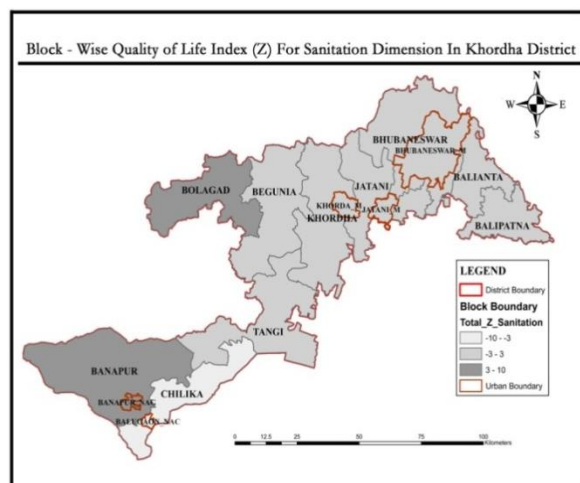 Block - Wise Quality of Life Index (Z) For Sanitation Dimension In Khordha District
N
W E
S
BHUBANESWAR
BHUBANESWAR_M
BOLAGAD
BEGUNIA
JATANI
BALIANTA
KHORDA_M
JATANI_M
KHORDHA
BALIPATNA
LEGEND
District Boundary
Block Boundary
Total_Z_Sanitation
-10 - -3
-3 - 3
3 - 10
Urban Boundary
TANGI
BANAPUR
CHILIKA
BANAPUR_NAC
BALUGAON_NAC
0 12.5 25 50 75 100
Kilometers